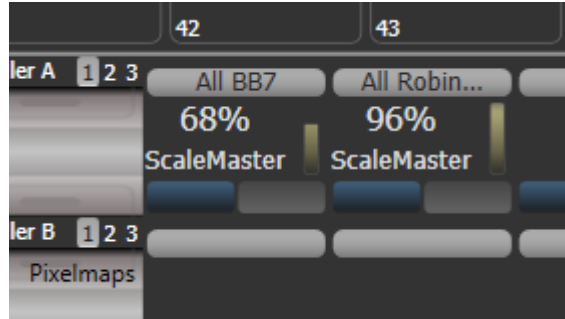 42 43
ler A 1 2 3 All BB7 All Robin...
68% 96%
ScaleMaster ScaleMaster
ler B 1 2 3
Pixelmaps